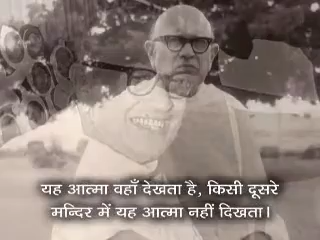 यह आत्मा वहाँ देखता है, किसी दूसरे
मन्दिर में यह आत्मा नहीं दिखता।